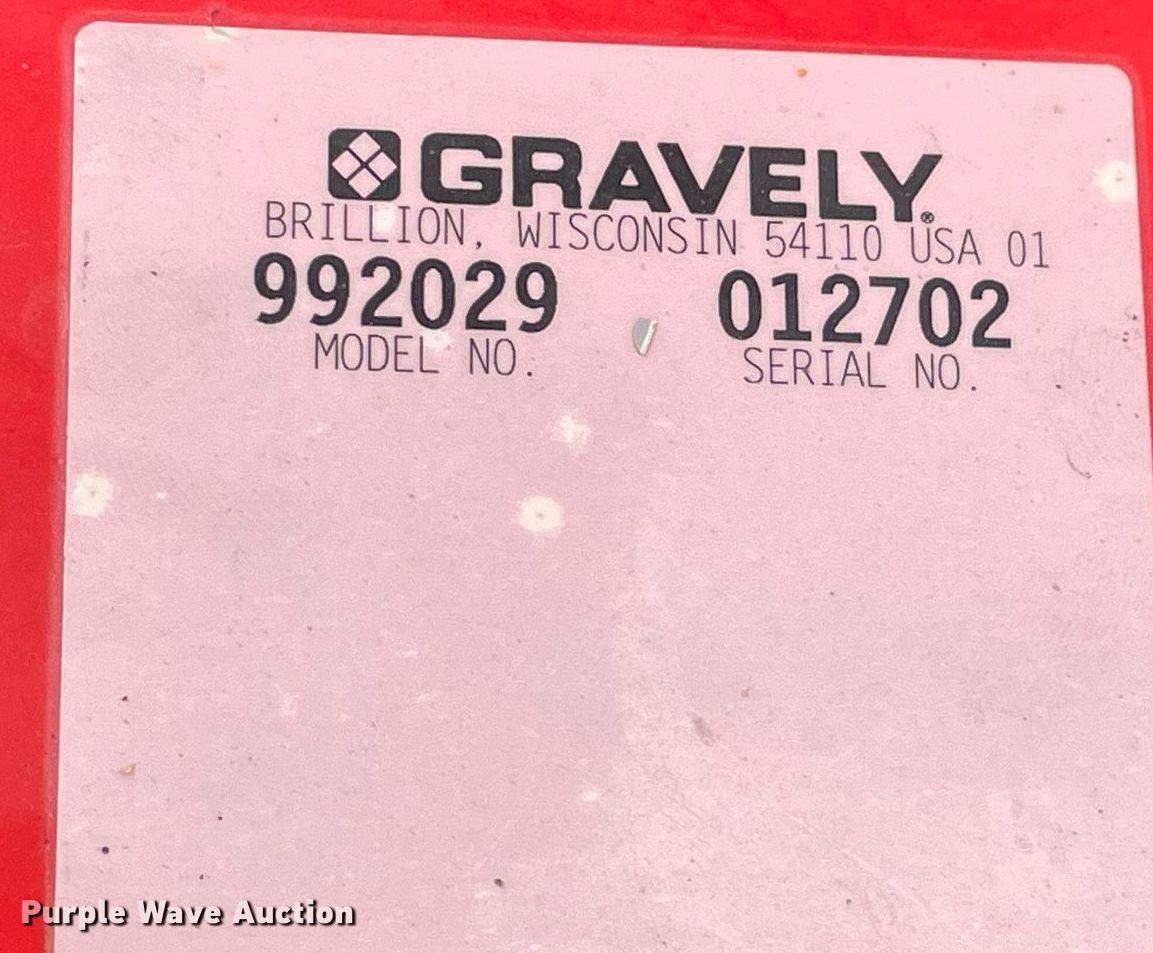 GRAVELY®
BRILLION, WISCONSIN 54110 USA 01
992029 012702
MODEL NO. SERIAL NO.
Purple Wave Auction